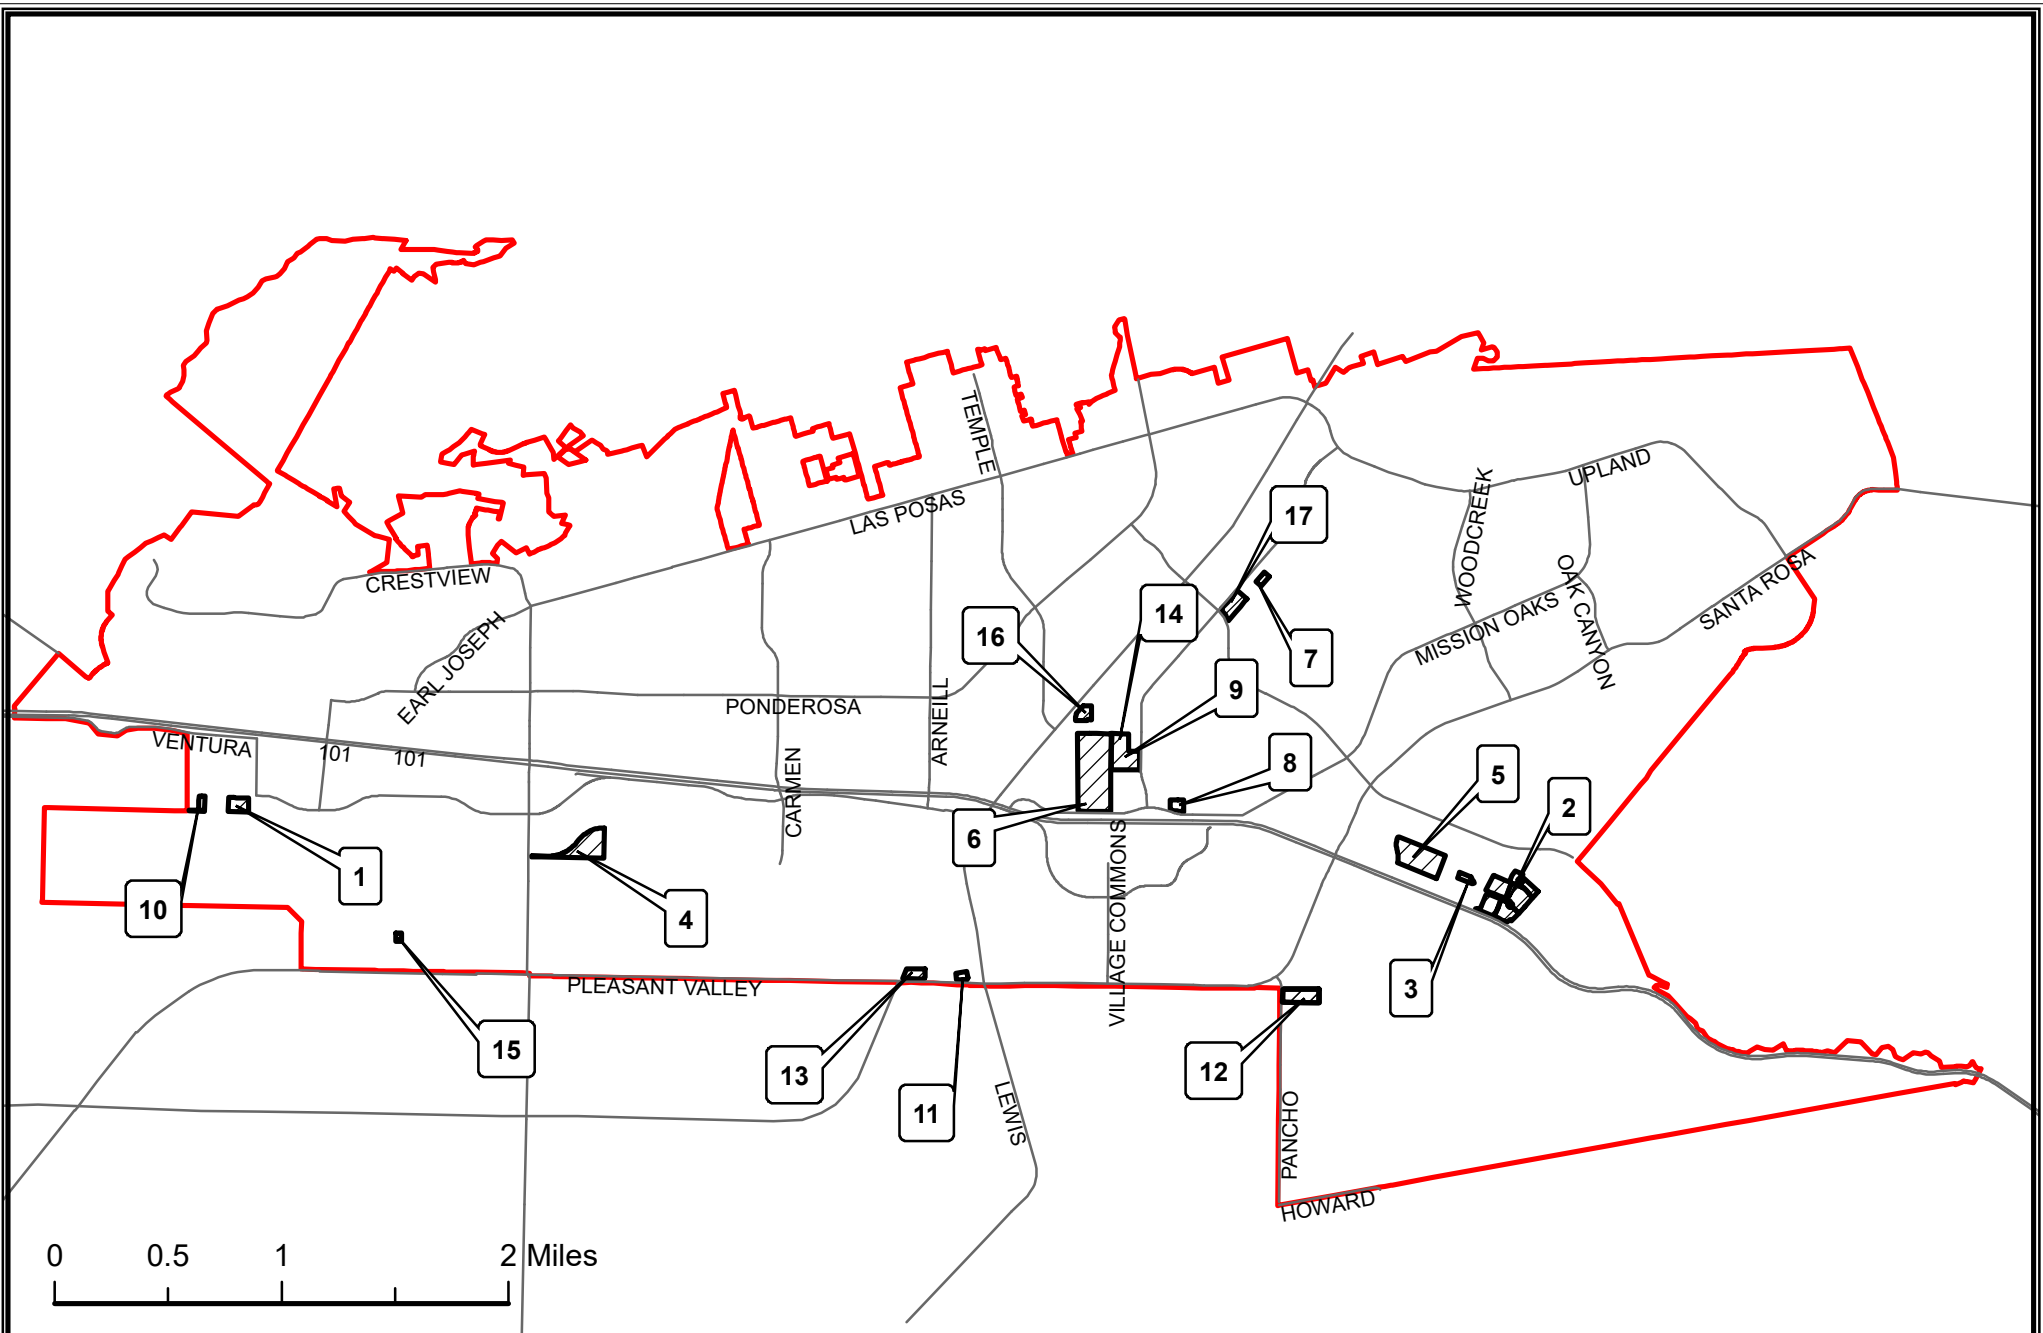 TEMPLE
UPLAND
WOODCREEK
17
LAS POSAS
CRESTVIEW
OAK CANYON
SANTA ROSA
14
MISSION OAKS
16
EARL JOSEPH
7
9
PONDEROSA
ARNEILL
VENTURA
101
101
8
5
CARMEN
2
6
1
10
4
VILLAGE COMMONS
PLEASANT VALLEY
3
15
13
12
11
LEWIS
PANCHO
HOWARD
0 0.5 1 2 Miles